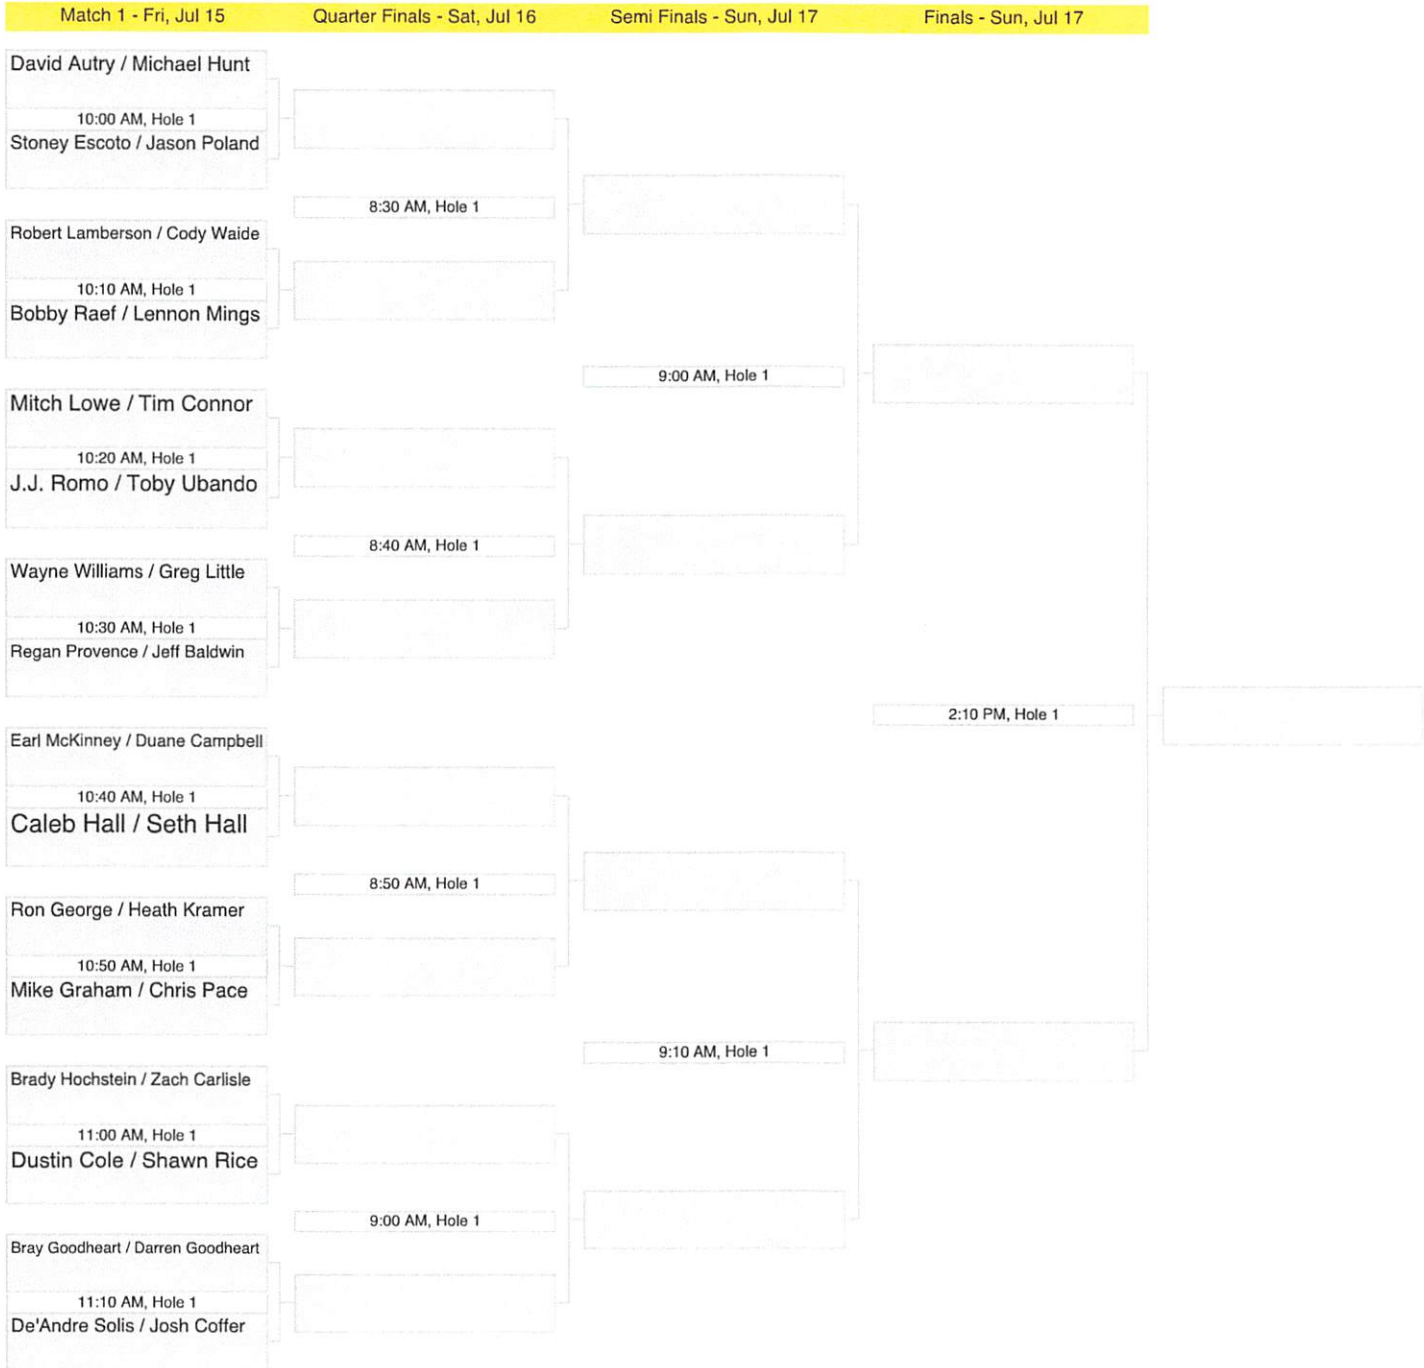 Match 1 - Fri, Jul 15
Quarter Finals - Sat, Jul 16
Semi Finals - Sun, Jul 17
Finals - Sun, Jul 17
David Autry / Michael Hunt
10:00 AM, Hole 1
Stoney Escoto / Jason Poland
Robert Lamberson / Cody Waide
10:10 AM, Hole 1
Bobby Raef / Lennon Mings
Mitch Lowe / Tim Connor
10:20 AM, Hole 1
J.J. Romo / Toby Ubando
Wayne Williams / Greg Little
10:30 AM, Hole 1
Regan Provence / Jeff Baldwin
Earl McKinney / Duane Campbell
10:40 AM, Hole 1
Caleb Hall / Seth Hall
Ron George / Heath Kramer
10:50 AM, Hole 1
Mike Graham / Chris Pace
Brady Hochstein / Zach Carlisle
11:00 AM, Hole 1
Dustin Cole / Shawn Rice
Bray Goodheart / Darren Goodheart
11:10 AM, Hole 1
De'Andre Solis / Josh Coffer
8:30 AM, Hole 1
8:40 AM, Hole 1
8:50 AM, Hole 1
9:00 AM, Hole 1
9:00 AM, Hole 1
9:10 AM, Hole 1
2:10 PM, Hole 1